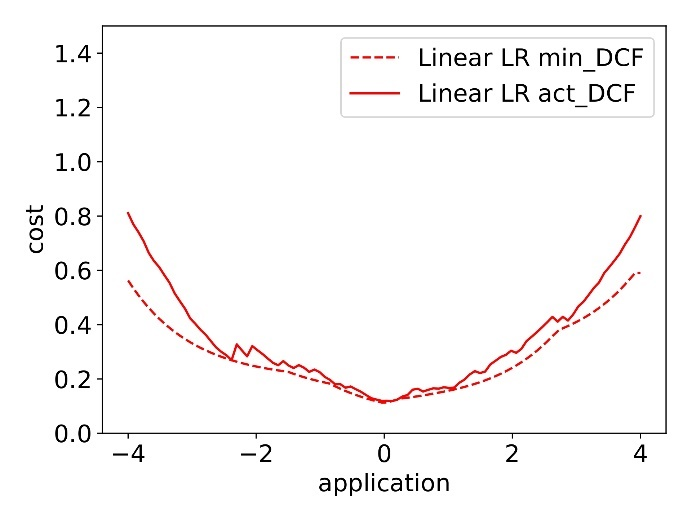 1.4
1.2
1.0
0.8
0.6
0.4
0.2
0.0
cost
Linear LR min_DCF
Linear LR act_DCF
−4 −2 0 2 4
application